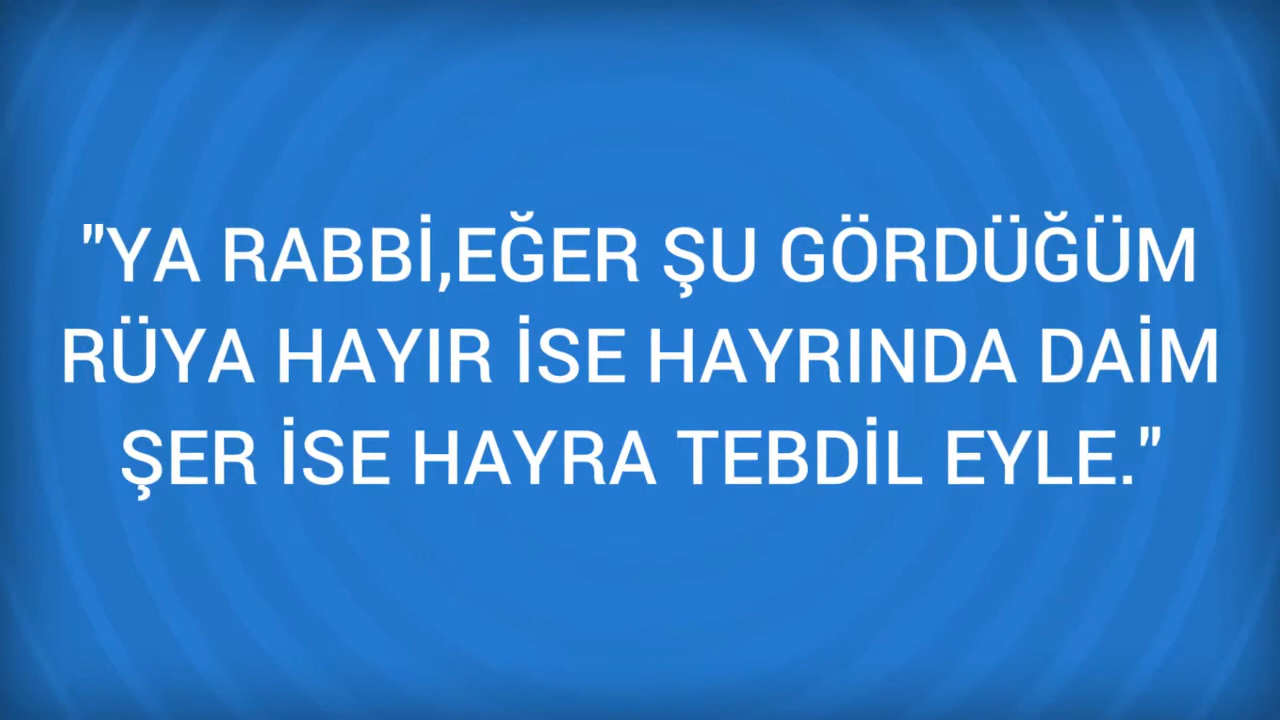 "YA RABBİ,EĞER ŞU GÖRDÜĞÜM
RÜYA HAYIR İSE HAYRINDA DAİM
ŞER İSE HAYRA TEBDİL EYLE."